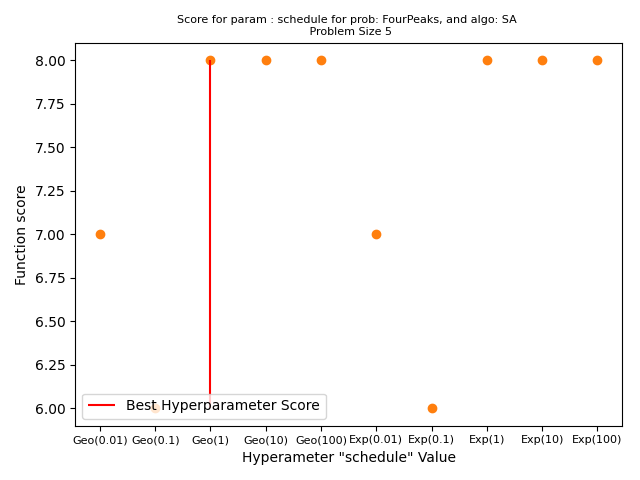 Score for param : schedule for prob: FourPeaks, and algo: SA
Problem Size 5
Function score
8.00
7.75
7.50
7.25
7.00
6.75
6.50
6.25
6.00
Best Hyperparameter Score
Geo(0.01) Geo(0.1) Geo(1) Geo(10) Geo(100) Exp(0.01) Exp(0.1) Exp(1) Exp(10) Exp(100)
Hyperameter "schedule" Value